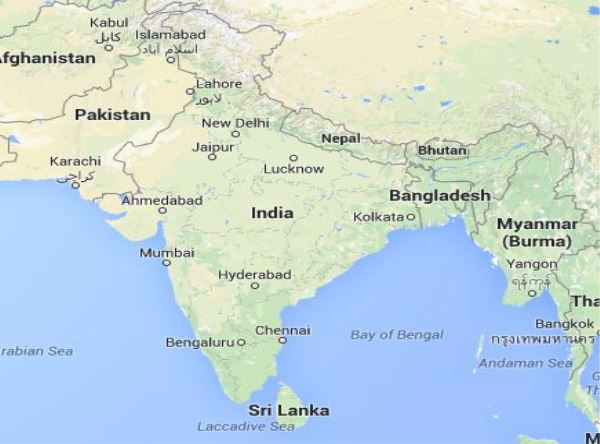 Kabul
کابل
Islamabad
اسلام آباد
Afghanistan
Lahore
لاہور
Pakistan
New Delhi
Nepal
Jaipur
Bhutan
Karachi
کراچی
Lucknow
Bangladesh
Ahmedabad
India
Kolkata
Myanmar
(Burma)
Mumbai
Yangon
ရန်ကုန်
Hyderabad
Tha
Bangkok
กรุงเทพมหานคร
Chennai
Bay of Bengal
Bengaluru
rabian Sea
Andaman Sea
G
Th
Sri Lanka
Laccadive Sea
M